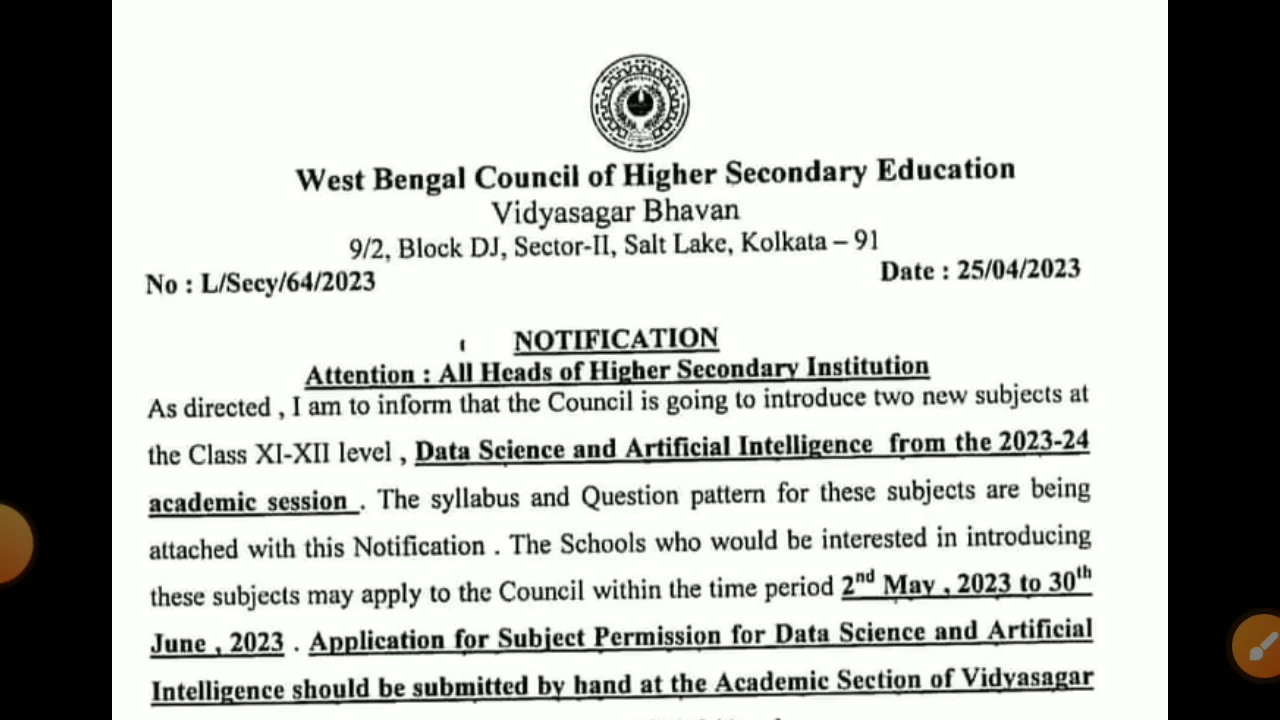 West Bengal Council of Higher Secondary Education
Vidyasagar Bhavan
9/2, Block DJ, Sector-II, Salt Lake, Kolkata – 91
No : L/Secy/64/2023
Date : 25/04/2023
NOTIFICATION
Attention : All Heads of Higher Secondary Institution
As directed , I am to inform that the Council is going to introduce two new subjects at
the Class XI-XII level , Data Science and Artificial Intelligence from the 2023-24
academic session . The syllabus and Question pattern for these subjects are being
attached with this Notification . The Schools who would be interested in introducing
these subjects may apply to the Council within the time period 2nd May , 2023 to 30th
June , 2023 . Application for Subject Permission for Data Science and Artificial
Intelligence should be submitted by hand at the Academic Section of Vidyasagar